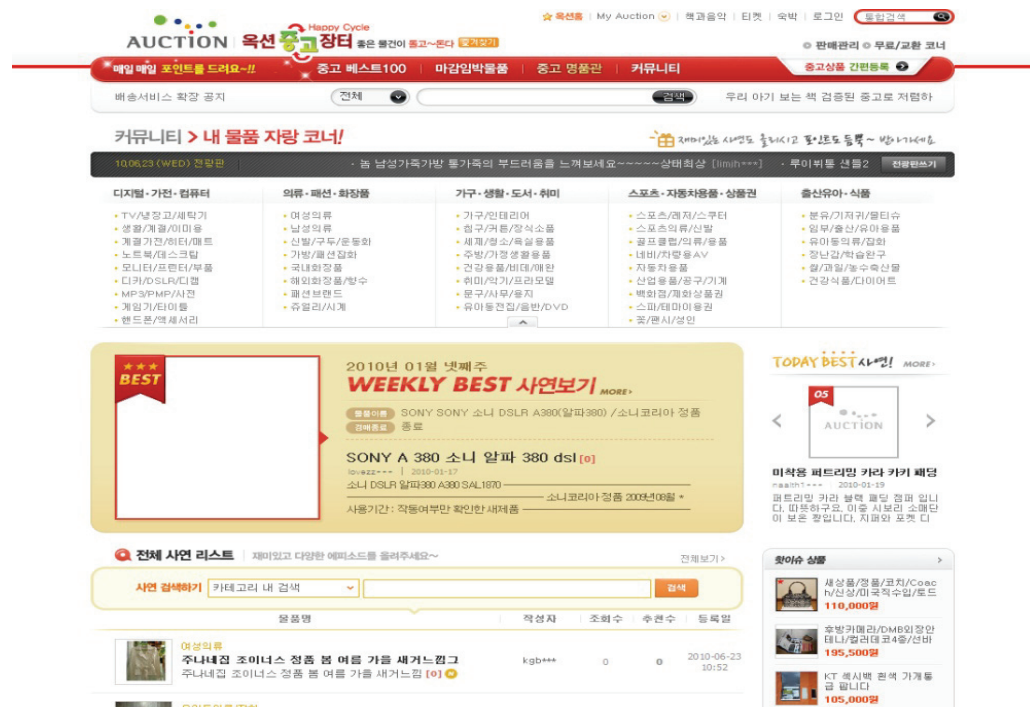 옥션홈 | My Auction | 책과음악 | 티켓 | 숙박 | 로그인 통합검색
Happy Cycle
AUCTION 옥션 중고장터 좋은 물건이 돌고~돈다 즐겨찾기
판매관리 무료/교환 코너
매일 매일 포인트를 드려요~!! 중고 베스트100 | 마감임박물품 | 중고 명품관 | 커뮤니티 중고상품 간편등록
배송서비스 확장 공지 전체 검색 우리 아기 보는 책 검증된 중고로 저렴하
커뮤니티 > 내 물품 자랑 코너! 재미있는 사연도 올리시고 포인트도 듬뿍~ 받아가세요
10.06.23 (WED) 전광판 · 놈 남성가죽가방 통가죽의 부드러움을 느껴보세요~~~~~상태최상 [limih***] · 루이뷔통 샌들2 전광판쓰기
디지털·가전·컴퓨터
TV/냉장고/세탁기
생활/계절/이미용
계절가전/히터/매트
노트북/데스크탑
모니터/프린터/부품
디카/DSLR/디캠
MP3/PMP/사전
게임기/타이틀
핸드폰/액세서리
의류·패션·화장품
여성의류
남성의류
신발/구두/운동화
가방/패션잡화
국내화장품
해외화장품/향수
패션브랜드
쥬얼리/시계
가구·생활·도서·취미
가구/인테리어
침구/커튼/장식소품
세제/청소/욕실용품
주방/가정생활용품
건강용품/비데/애완
취미/악기/프라모델
문구/사무/용지
유아동전집/음반/DVD
스포츠·자동차용품·상품권
스포츠/레저/스쿠터
스포츠의류/신발
골프클럽/의류/용품
네비/차량용AV
자동차용품
산업용품/공구/기계
백화점/제화상품권
스파/테마이용권
꽃/팬시/성인
출산유아·식품
분유/기저귀/물티슈
임부/출산/유아용품
유아동의류/잡화
장난감/학습완구
쌀/과일/농수축산물
건강식품/다이어트
BEST
2010년 01월 넷째주
WEEKLY BEST 사연보기 MORE
물품이름 SONY SONY 소니 DSLR A380(알파380) /소니코리아 정품
경매종료 종료
SONY A 380 소니 알파 380 dsl [0]
lovezz*** | 2010-01-17
소니 DSLR 알파380 A380 SAL1870
소니코리아 정품 2009년08월 *
사용기간 : 작동여부만 확인한 새제품
TODAY BEST 사연! MORE
05
AUCTION
미착용 퍼트리밍 카라 카키 패딩
naaith1*** | 2010-01-19
퍼트리밍 카라 블랙 패딩 점퍼 입니
다. 따뜻하구요. 이중 시보리 소매단
이 보온 짱입니다. 지퍼와 포켓 디
전체 사연 리스트 재미있고 다양한 에피소드를 올려주세요~ 전체보기
사연 검색하기 카테고리 내 검색 검색
물품명 작성자 조회수 추천수 등록일
여성의류
주나네집 조이너스 정품 봄 여름 가을 새거느낌그
주나네집 조이너스 정품 봄 여름 가을 새거느낌 [0]
kgb*** 0 0 2010-06-23
10:52
핫이슈 상품
새상품/정품/코치/Coac
h/신상/미국직수입/로드
110,000원
후방카메라/DMB외장안
테나/컬러데코4종/선바
195,500원
KT 섹시백 흰색 가개통
급 팝니다
105,000원